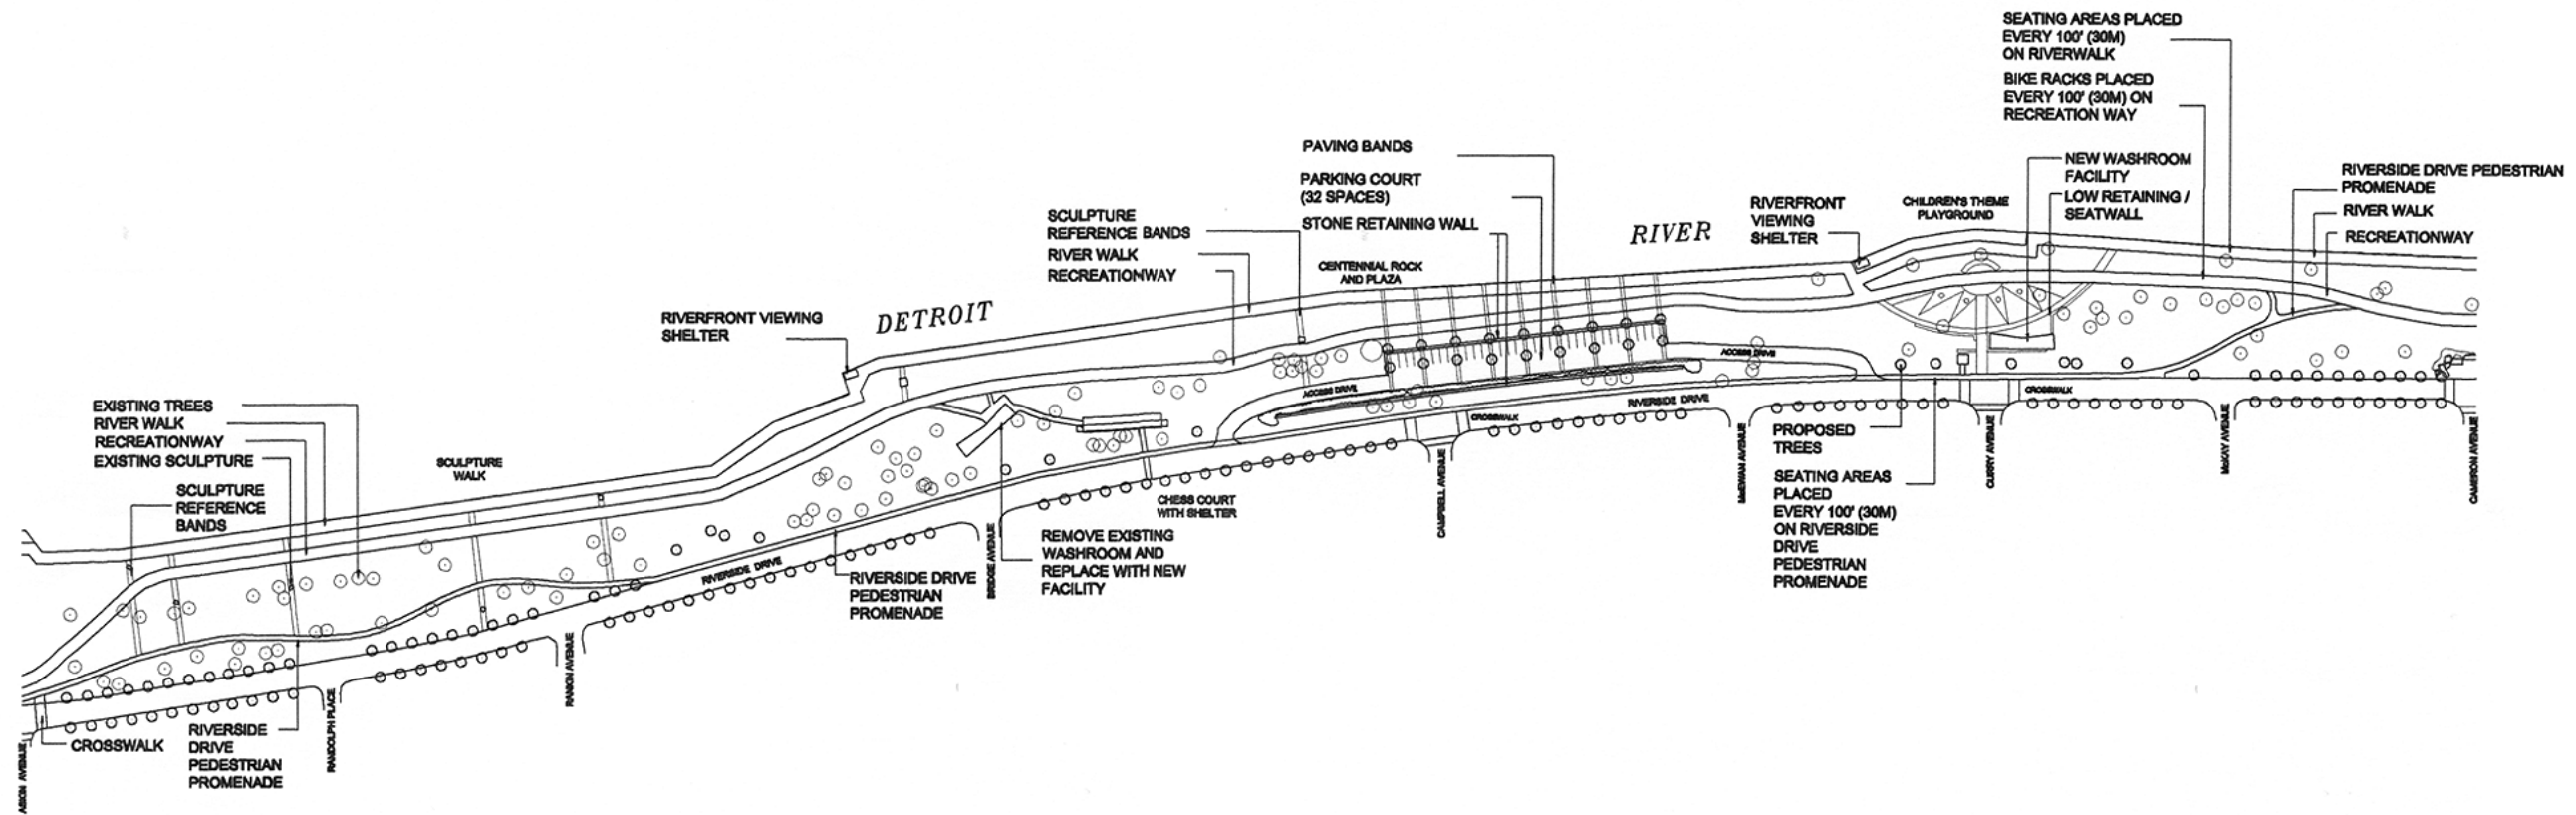 SEATING AREAS PLACED
EVERY 100' (30M)
ON RIVERWALK
BIKE RACKS PLACED
EVERY 100' (30M) ON
RECREATION WAY
PAVING BANDS
NEW WASHROOM
FACILITY
RIVERSIDE DRIVE PEDESTRIAN
PROMENADE
PARKING COURT
(32 SPACES)
LOW RETAINING /
SEATWALL
RIVERFRONT
VIEWING
SHELTER
CHILDREN'S THEME
PLAYGROUND
RIVER WALK
SCULPTURE
REFERENCE BANDS
STONE RETAINING WALL
RIVER
RECREATIONWAY
RIVER WALK
RECREATIONWAY
CENTENNIAL ROCK
AND PLAZA
RIVERFRONT VIEWING
SHELTER
DETROIT
ACCESS DRIVE
ACCESS DRIVE
CROSSWALK
RIVERSIDE DRIVE
CROSSWALK
EXISTING TREES
RIVER WALK
RECREATIONWAY
EXISTING SCULPTURE
SCULPTURE
REFERENCE
BANDS
SCULPTURE
WALK
CHESS COURT
WITH SHELTER
PROPOSED
TREES
SEATING AREAS
PLACED
EVERY 100' (30M)
ON RIVERSIDE
DRIVE
PEDESTRIAN
PROMENADE
CAMPBELL AVENUE
McEWAN AVENUE
CURRY AVENUE
McKAY AVENUE
CAMERON AVENUE
REMOVE EXISTING
WASHROOM AND
REPLACE WITH NEW
FACILITY
BRIDGE AVENUE
RIVERSIDE DRIVE
RIVERSIDE DRIVE
PEDESTRIAN
PROMENADE
RANKIN AVENUE
RANDOLPH PLACE
CROSSWALK
RIVERSIDE
DRIVE
PEDESTRIAN
PROMENADE
AVENUE